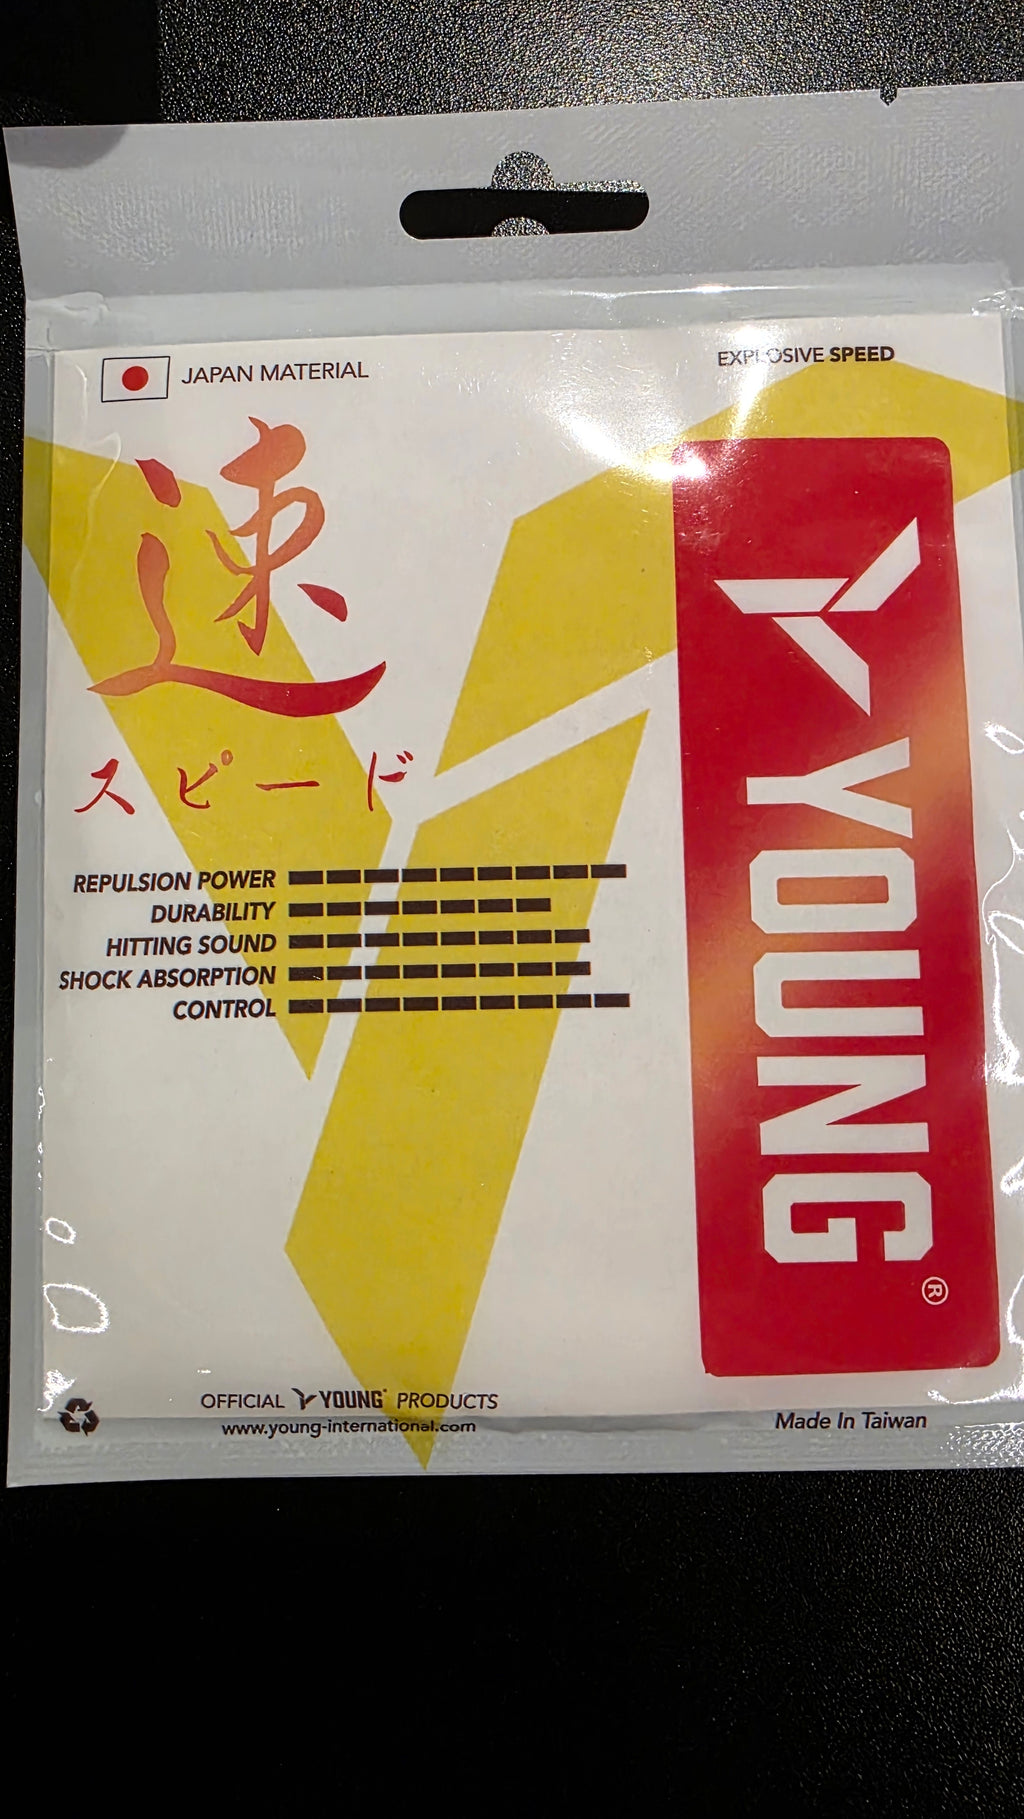 JAPAN MATERIAL
EXPLOSIVE SPEED
速
スピード
REPULSION POWER
DURABILITY
HITTING SOUND
SHOCK ABSORPTION
CONTROL
YOUNG®
OFFICIAL YOUNG® PRODUCTS
www.young-international.com
Made In Taiwan